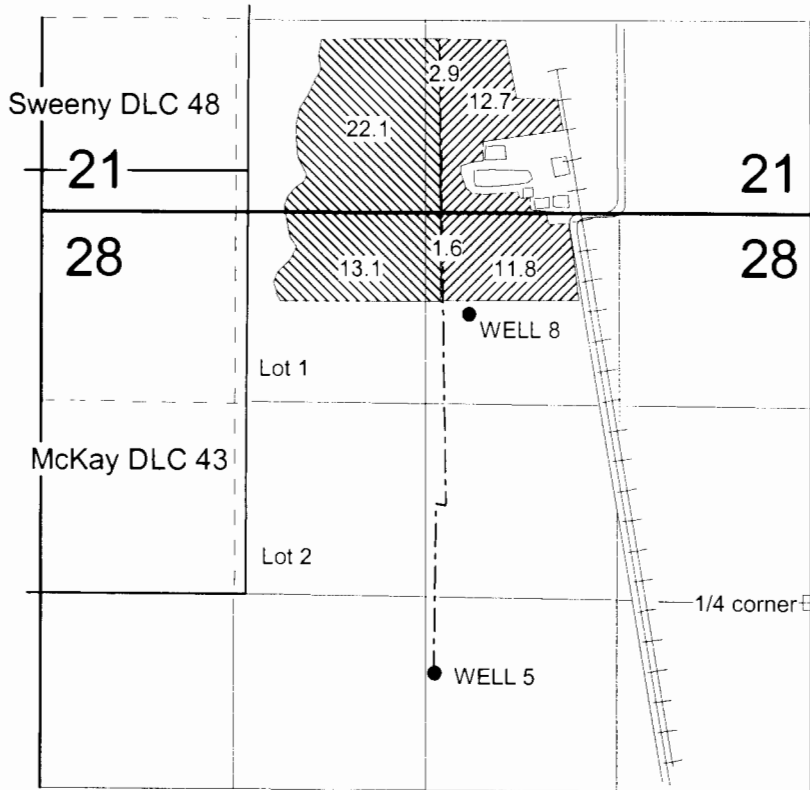 2.9
12.7
Sweeny DLC 48
22.1
21
21
28
1.6
28
13.1
11.8
WELL 8
Lot 1
McKay DLC 43
Lot 2
1/4 corner
WELL 5